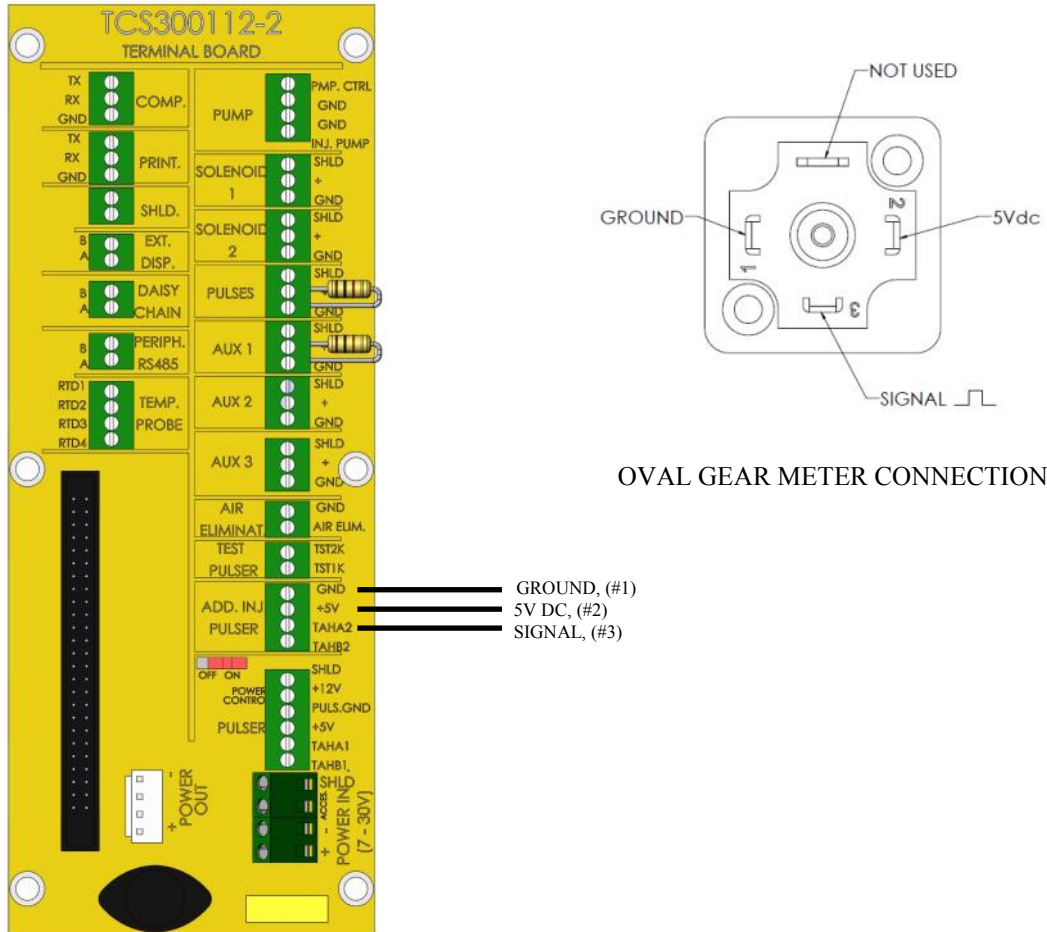 TCS300112-2
TERMINAL BOARD
TX
RX
GND
COMP.
TX
RX
GND
PRINT.
SHLD.
B
A
EXT.
DISP.
B
A
DAISY
CHAIN
B
A
PERIPH.
RS485
RTD1
RTD2
RTD3
RTD4
TEMP.
PROBE
PUMP
PMP. CTRL
GND
GND
INJ. PUMP
SOLENOID
1
SHLD
+
GND
SOLENOID
2
SHLD
+
GND
PULSES
SHLD
+
GND
AUX 1
SHLD
GND
AUX 2
SHLD
+
GND
AUX 3
SHLD
+
GND
AIR
ELIMINAT.
GND
AIR ELIM.
TEST
PULSER
TST2K
TST1K
ADD. INJ
PULSER
GND
+5V
TAHA2
TAHB2
GROUND, (#1)
5V DC, (#2)
SIGNAL, (#3)
OFF ON
POWER
CONTRO
PULSER
SHLD
+12V
PULS.GND
+5V
TAHA1
TAHB1
- +
POWER
OUT
SHLD
ACCES.
- +
POWER IN
(7 - 30V)
NOT USED
GROUND
5Vdc
1
2
3
SIGNAL
OVAL GEAR METER CONNECTION